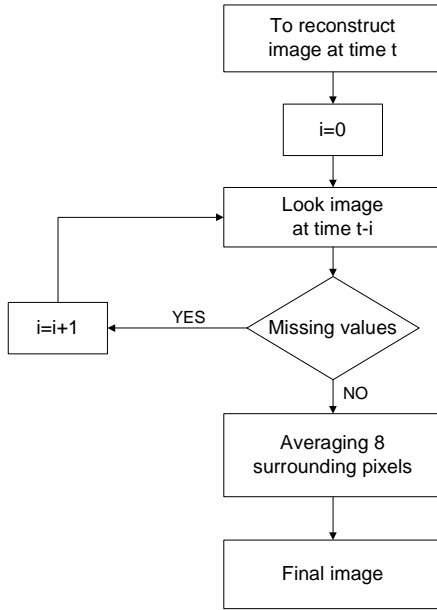 To reconstruct
image at time t
i=0
Look image
at time t-i
Missing values
YES
i=i+1
NO
Averaging 8
surrounding pixels
Final image